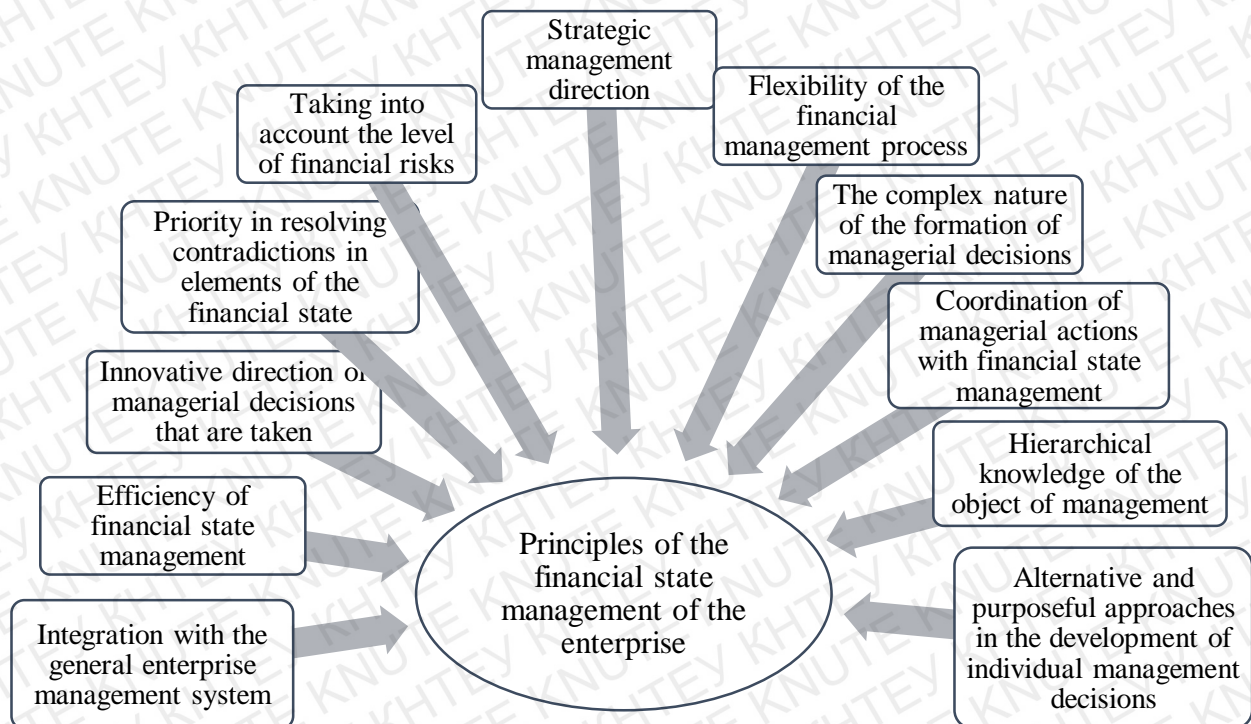 Strategic
management
direction
Flexibility of the
financial
management process
Taking into
account the level
of financial risks
The complex nature
of the formation of
managerial decisions
Priority in resolving
contradictions in
elements of the
financial state
Coordination of
managerial actions
with financial state
management
Innovative direction of
managerial decisions
that are taken
Hierarchical
knowledge of the
object of management
Efficiency of
financial state
management
Principles of the
financial state
management of the
enterprise
Alternative and
purposeful approaches
in the development of
individual management
decisions
Integration with the
general enterprise
management system